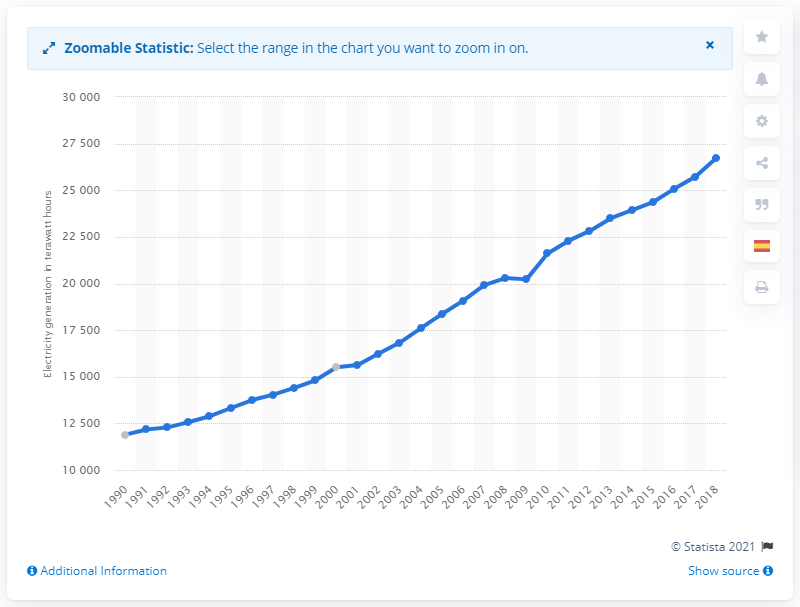 Zoomable Statistic: Select the range in the chart you want to zoom in on.
×
30 000
27 500
25 000
22 500
20 000
17 500
15 000
12 500
10 000
Electricity generation in terawatt hours
1990 1991 1992 1993 1994 1995 1996 1997 1998 1999 2000 2001 2002 2003 2004 2005 2006 2007 2008 2009 2010 2011 2012 2013 2014 2015 2016 2017 2018
© Statista 2021
Additional Information
Show source